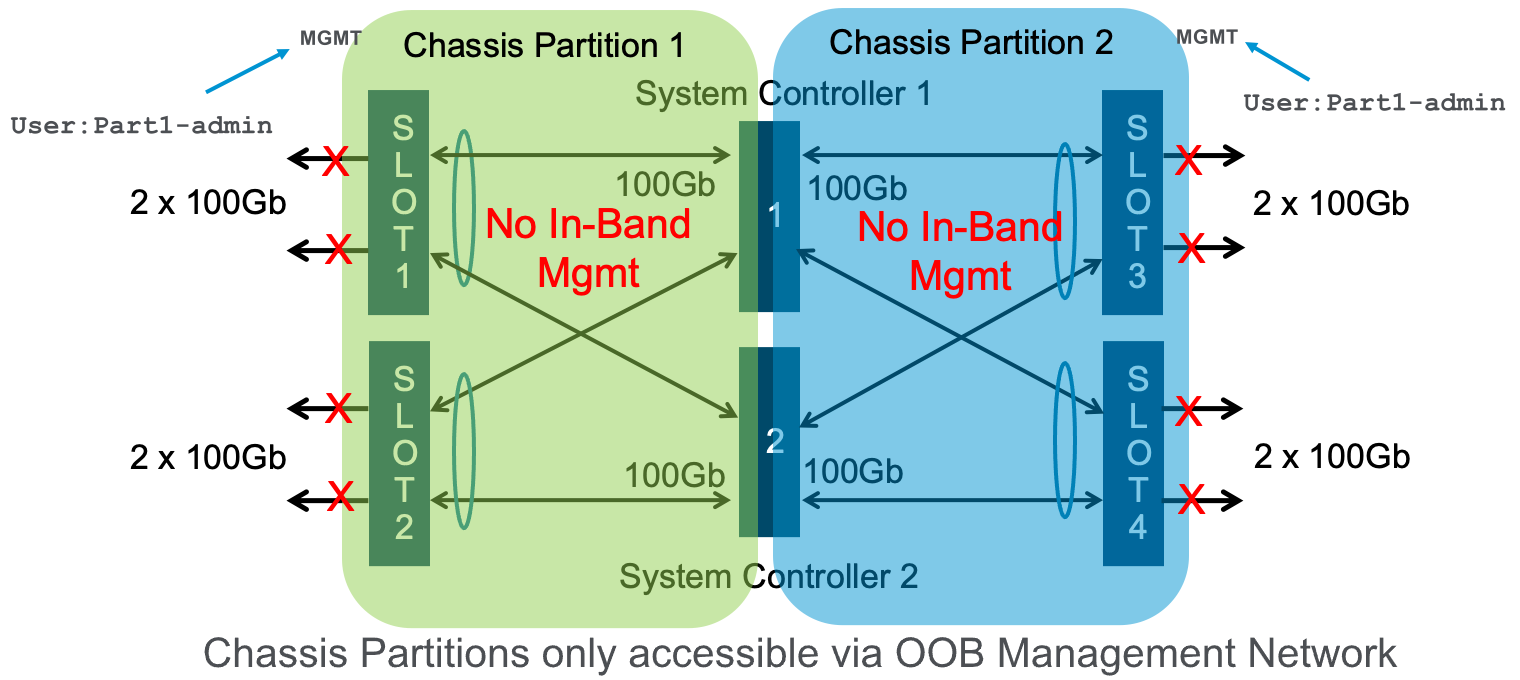 MGMT
Chassis Partition 1
Chassis Partition 2
MGMT
User:Part1-admin
System Controller 1
User:Part1-admin
SLOT1
SLOT3
2 x 100Gb
100Gb
1
100Gb
2 x 100Gb
No In-Band
Mgmt
No In-Band
Mgmt
SLOT2
SLOT4
2 x 100Gb
100Gb
2
100Gb
2 x 100Gb
System Controller 2
Chassis Partitions only accessible via OOB Management Network